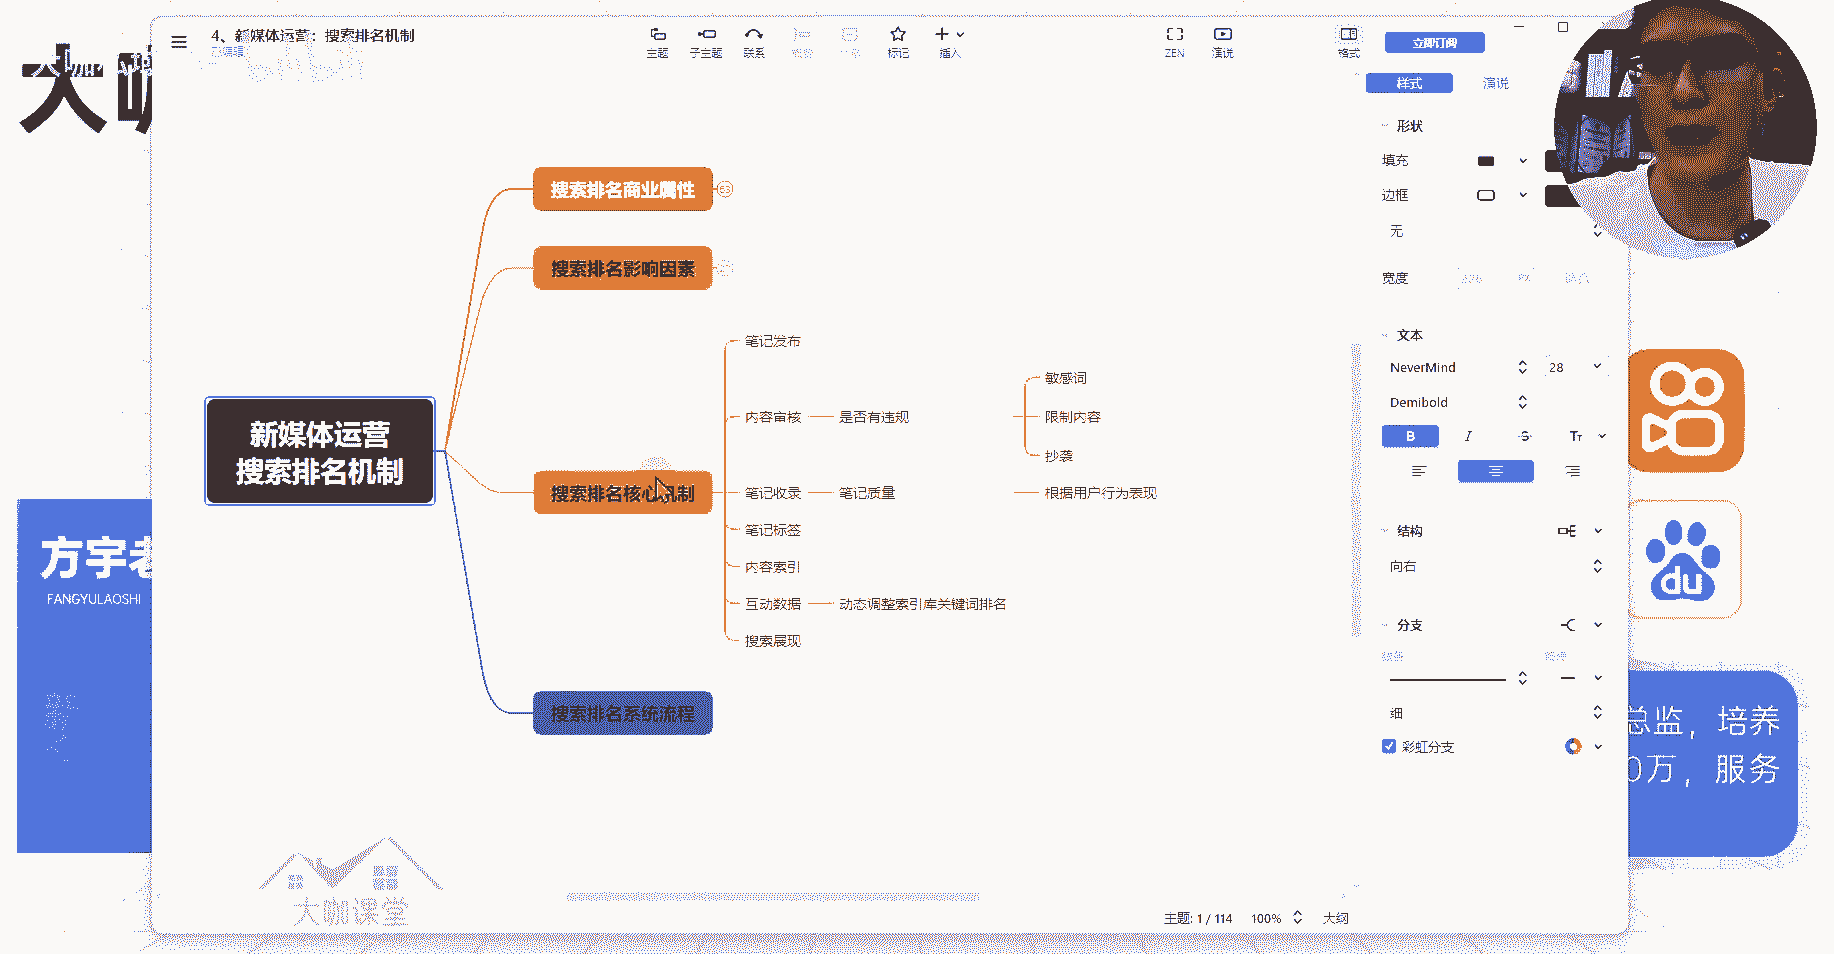 4、新媒体运营：搜索排名机制
已编辑
主题
子主题
联系
标记
插入
ZEN
演说
格式
立即订阅
样式
演说
形状
填充
边框
无
宽度
文本
NeverMind
28
Demibold
B
I
S
Tт
结构
向右
分支
细
彩虹分支
大咖
方宇老
FANGYULAOSHI
新媒体运营
搜索排名机制
搜索排名商业属性
63
搜索排名影响因素
搜索排名核心机制
笔记发布
内容审核
是否有违规
敏感词
限制内容
抄袭
笔记收录
笔记质量
根据用户行为表现
笔记标签
内容索引
互动数据
动态调整索引库关键词排名
搜索展现
搜索排名系统流程
du
总监，培养
0万，服务
大咖课堂
主题: 1 / 114
100%
大纲